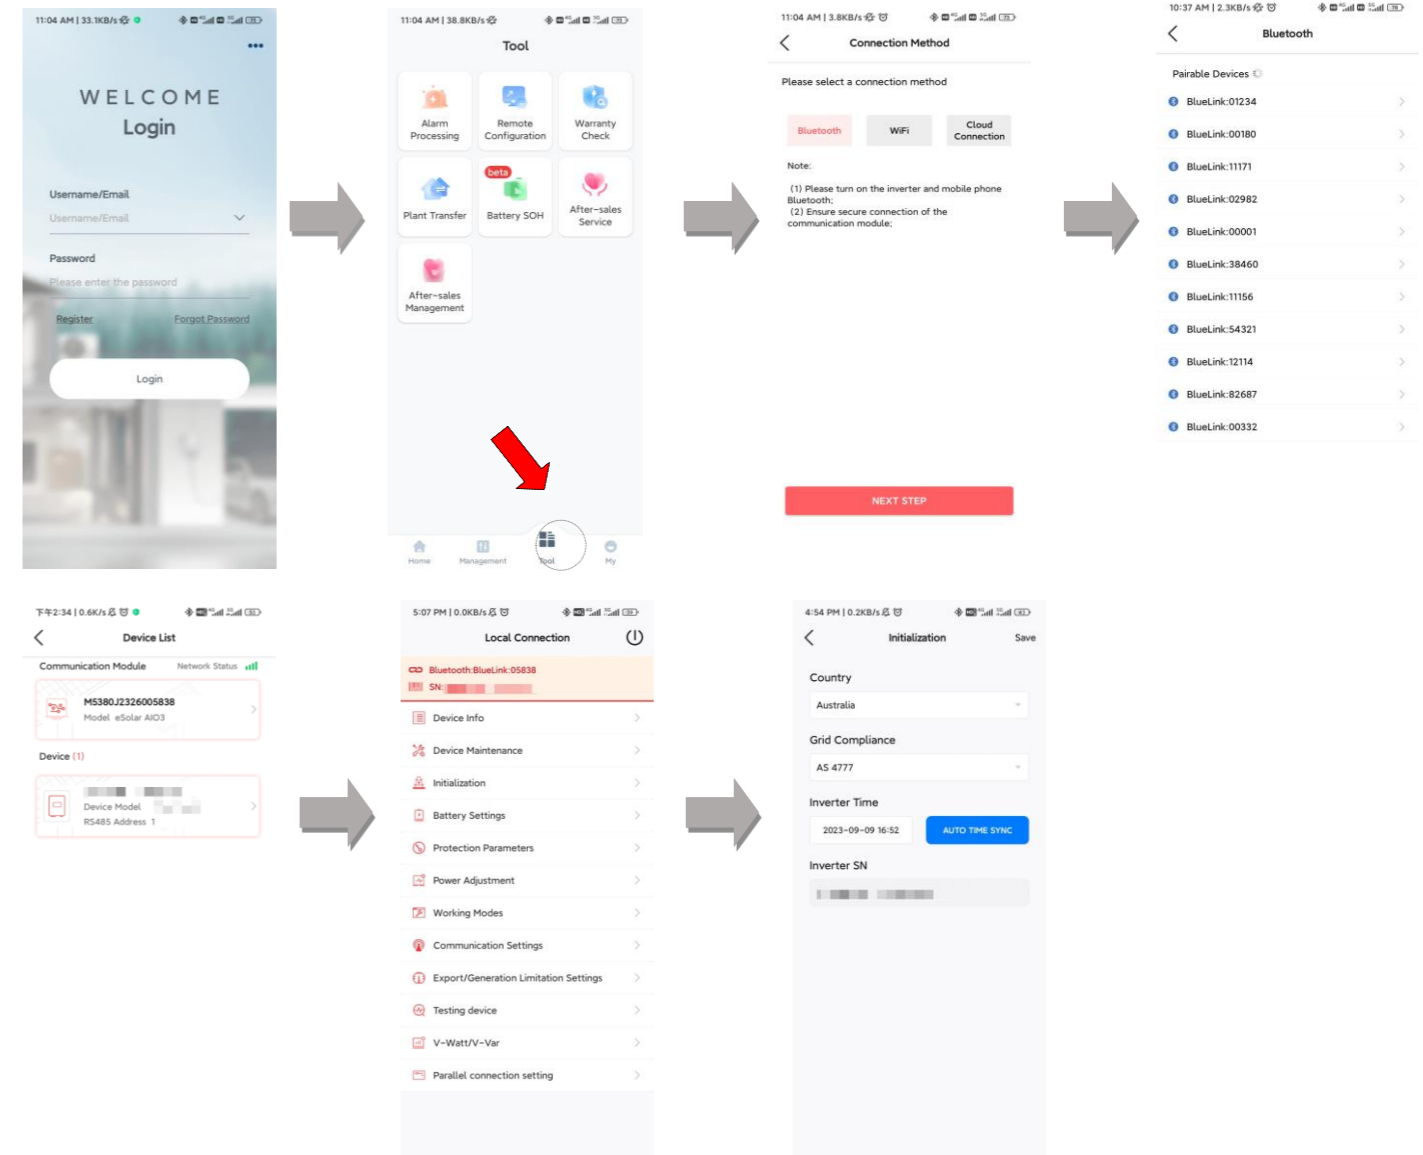 11:04 AM | 33.1KB/s
WELCOME
Login
Username/Email
Username/Email
Password
Please enter the password
Register Forgot Password
Login
11:04 AM | 38.8KB/s
Tool
Alarm Processing
Remote Configuration
Warranty Check
Plant Transfer
beta
Battery SOH
After-sales Service
After-sales Management
Home Management Tool My
11:04 AM | 3.8KB/s
Connection Method
Please select a connection method
Bluetooth WiFi Cloud Connection
Note:
(1) Please turn on the inverter and mobile phone
Bluetooth;
(2) Ensure secure connection of the
communication module;
NEXT STEP
10:37 AM | 2.3KB/s
Bluetooth
Pairable Devices
BlueLink:01234
BlueLink:00180
BlueLink:11171
BlueLink:02982
BlueLink:00001
BlueLink:38460
BlueLink:11156
BlueLink:54321
BlueLink:12114
BlueLink:82687
BlueLink:00332
下午2:34 | 0.6K/s
Device List
Communication Module Network Status
M5380J2326005838
Model eSolar AIO3
Device (1)
Device Model
RS485 Address 1
5:07 PM | 0.0KB/s
Local Connection
Bluetooth:BlueLink:05838
SN:
Device Info
Device Maintenance
Initialization
Battery Settings
Protection Parameters
Power Adjustment
Working Modes
Communication Settings
Export/Generation Limitation Settings
Testing device
V-Watt/V-Var
Parallel connection setting
4:54 PM | 0.2KB/s
Initialization Save
Country
Australia
Grid Compliance
AS 4777
Inverter Time
2023-09-09 16:52 AUTO TIME SYNC
Inverter SN